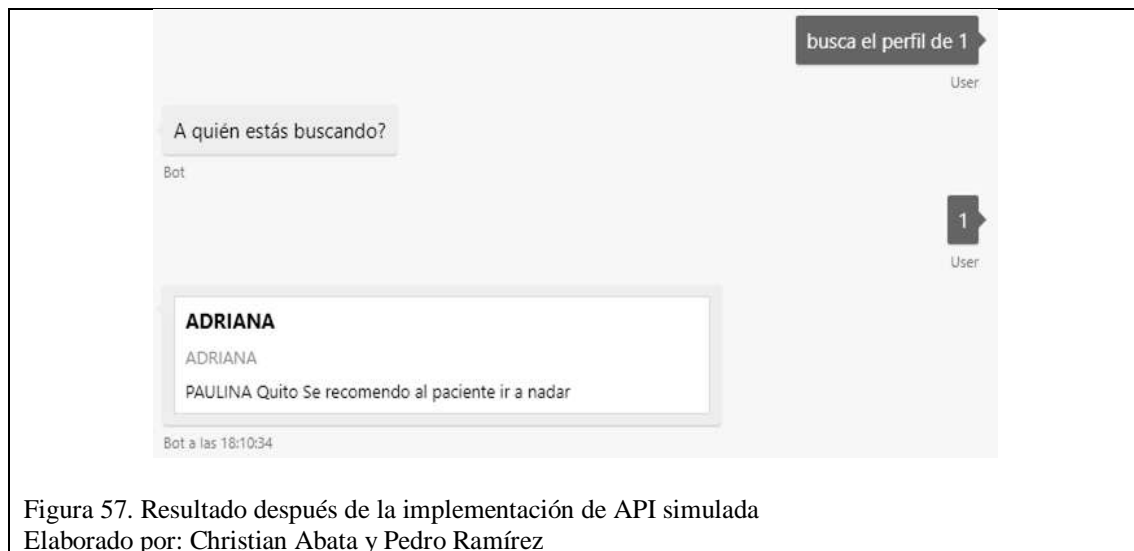 busca el perfil de 1
User
A quién estás buscando?
Bot
1
User
ADRIANA
ADRIANA
PAULINA Quito Se recomendo al paciente ir a nadar
Bot a las 18:10:34
Figura 57. Resultado después de la implementación de API simulada
Elaborado por: Christian Abata y Pedro Ramírez